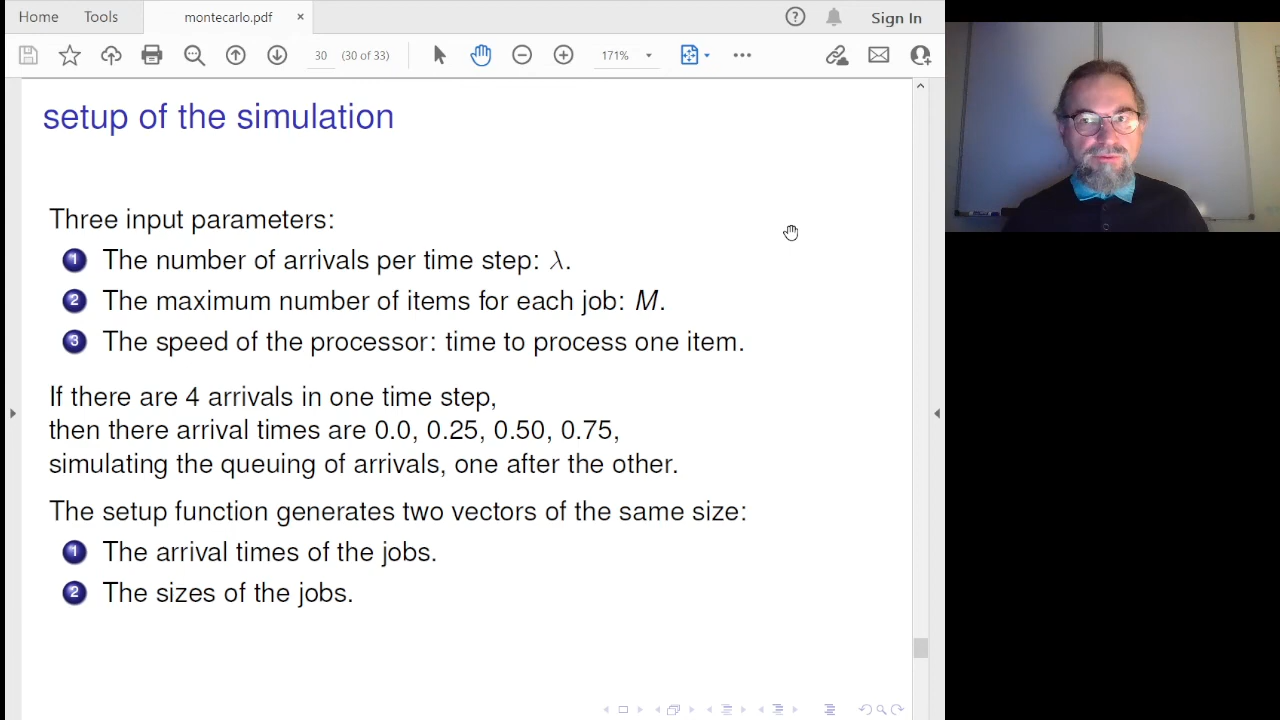 Home Tools montecarlo.pdf × Sign In
30 (30 of 33) 171%
setup of the simulation
Three input parameters:
1 The number of arrivals per time step: λ.
2 The maximum number of items for each job: M.
3 The speed of the processor: time to process one item.
If there are 4 arrivals in one time step,
then there arrival times are 0.0, 0.25, 0.50, 0.75,
simulating the queuing of arrivals, one after the other.
The setup function generates two vectors of the same size:
1 The arrival times of the jobs.
2 The sizes of the jobs.